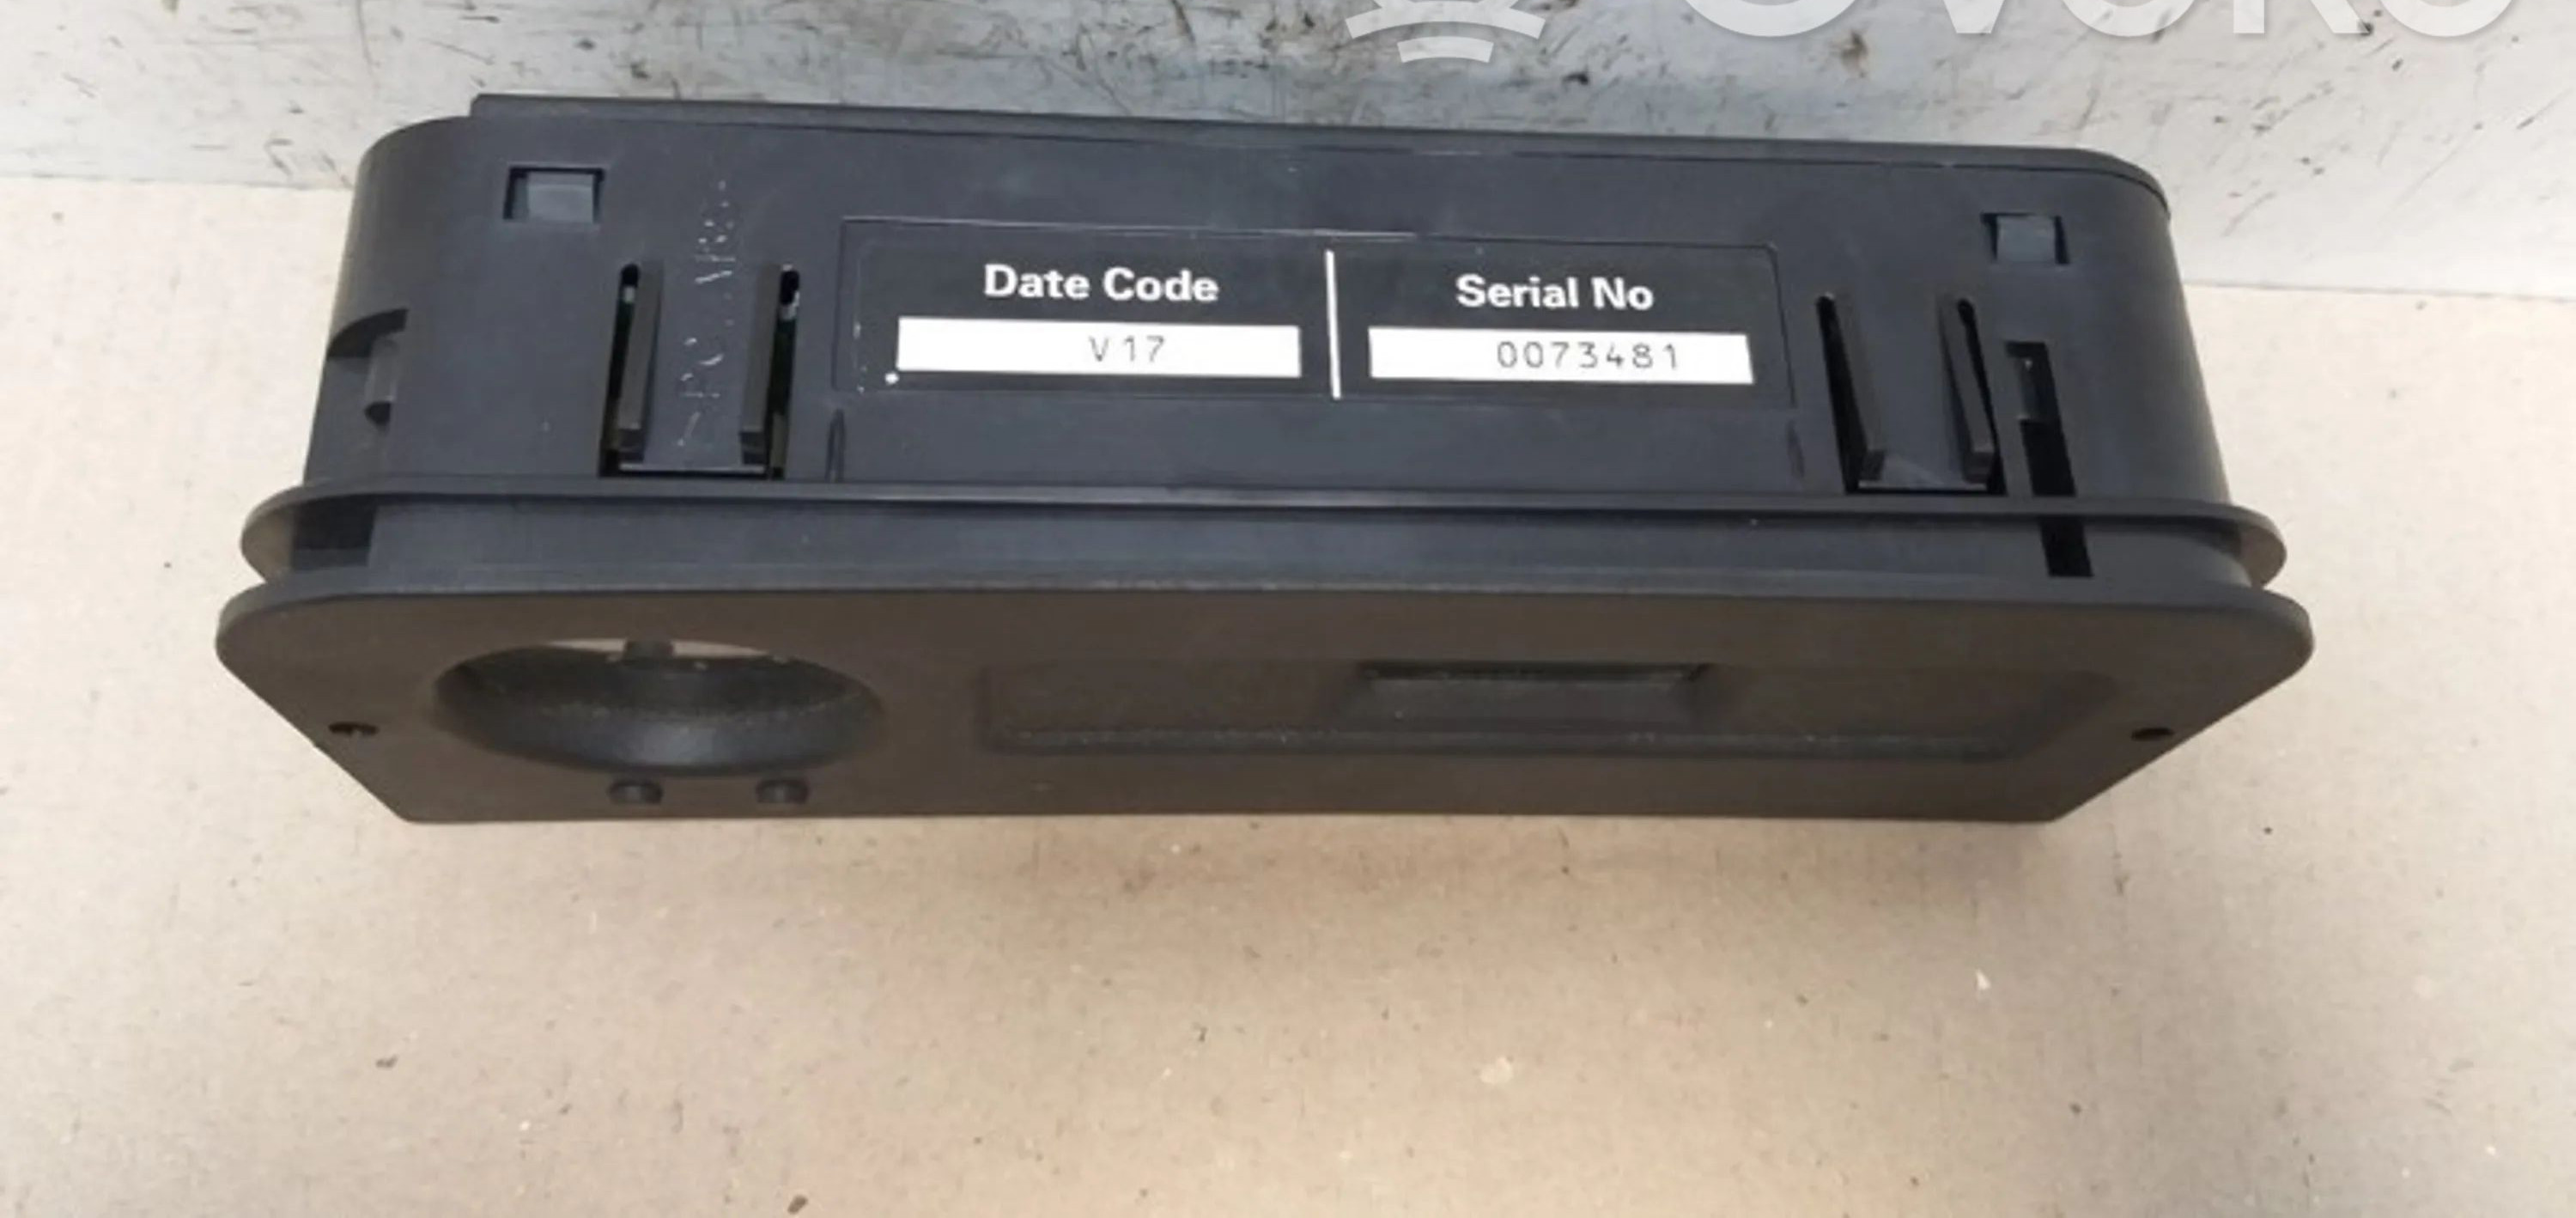 Date Code
Serial No
V17
0073481